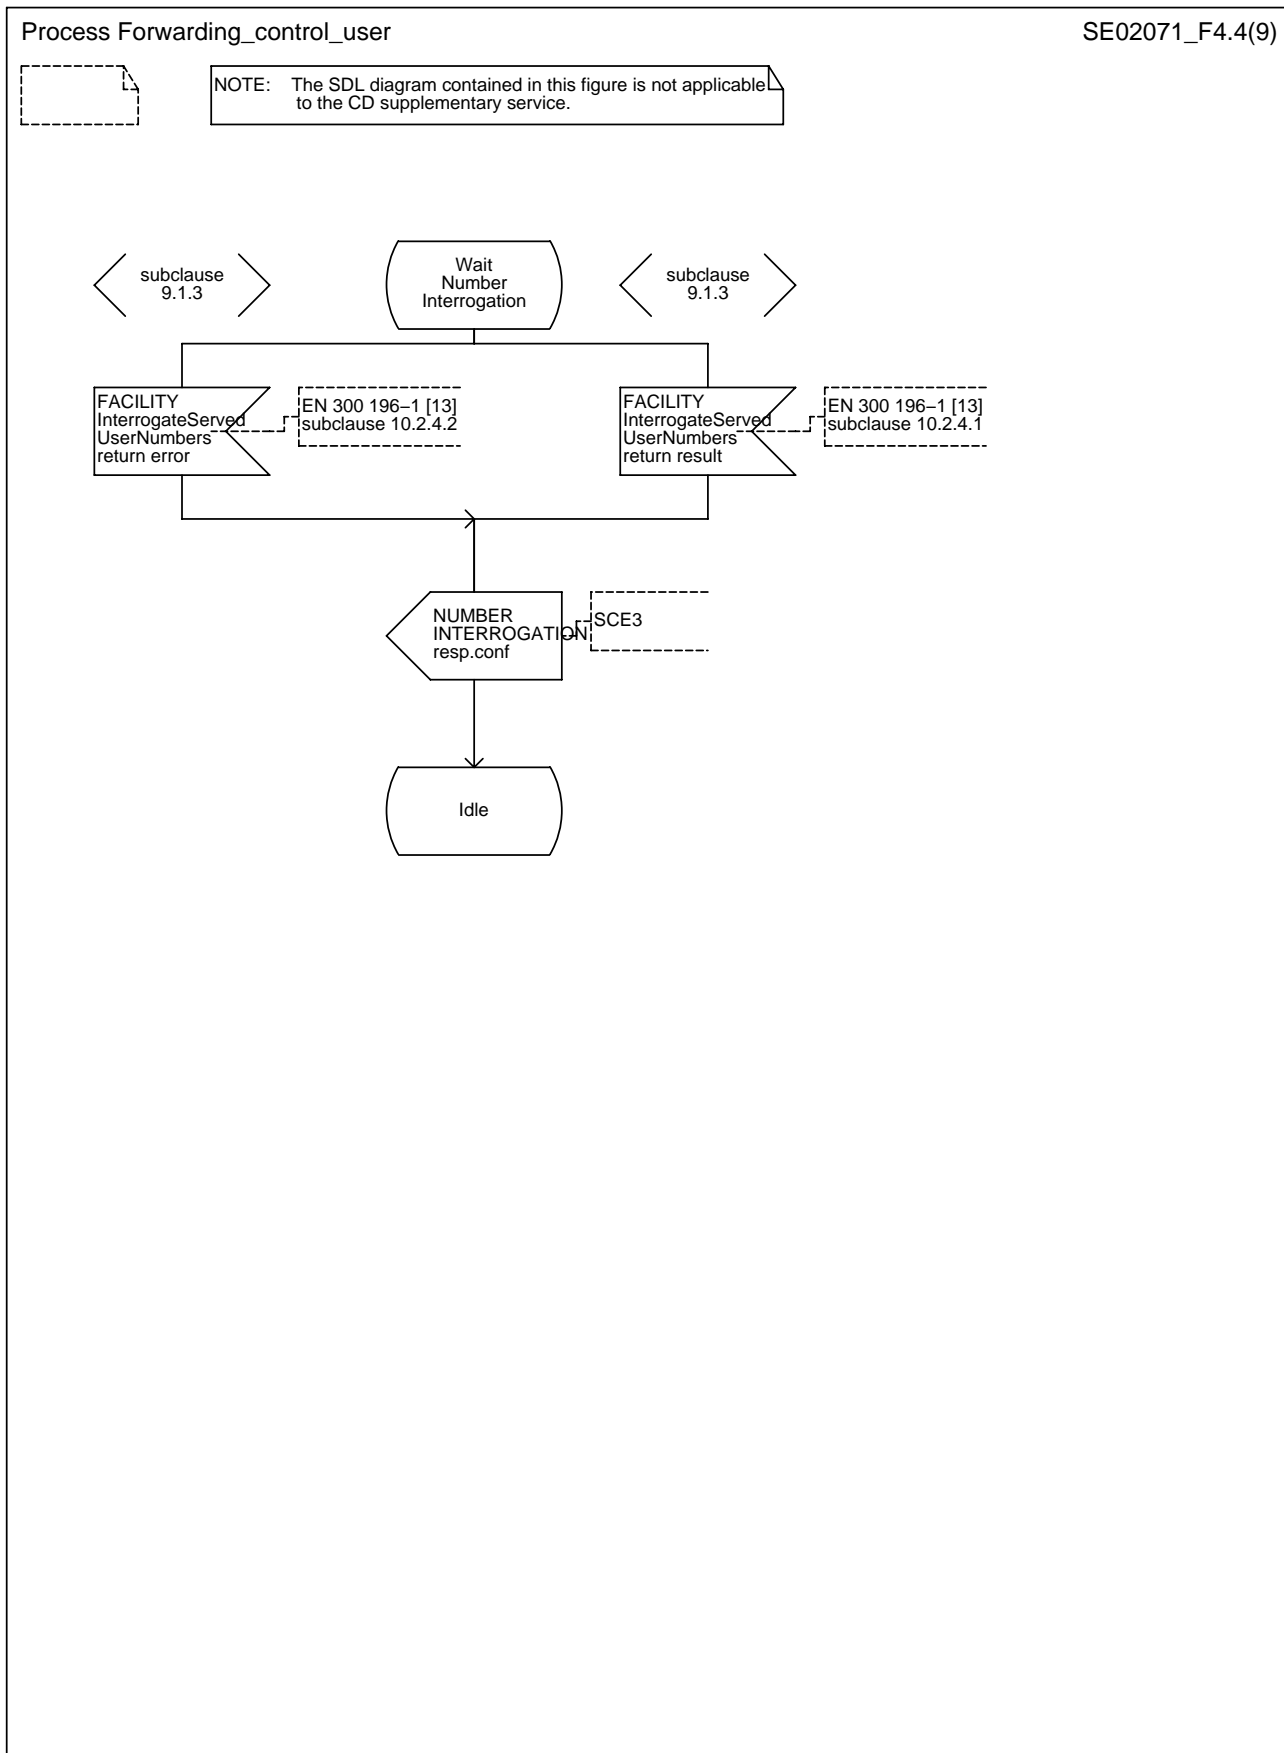 Process Forwarding_control_user
SE02071_F4.4(9)
NOTE: The SDL diagram contained in this figure is not applicable
to the CD supplementary service.
subclause
9.1.3
Wait
Number
Interrogation
subclause
9.1.3
FACILITY
InterrogateServed
UserNumbers
return error
EN 300 196–1 [13]
subclause 10.2.4.2
FACILITY
InterrogateServed
UserNumbers
return result
EN 300 196–1 [13]
subclause 10.2.4.1
NUMBER
INTERROGATION
resp.conf
SCE3
Idle